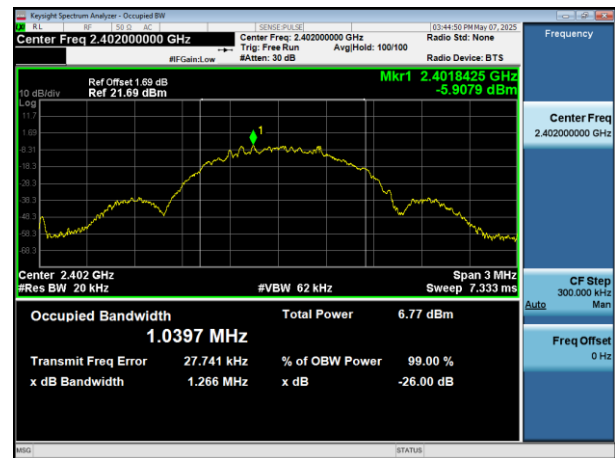 Keysight Spectrum Analyzer - Occupied BW
RL RF 50 Ω AC SENSE:PULSE 03:44:50 PM May 07, 2025
Center Freq 2.402000000 GHz
Center Freq: 2.402000000 GHz Radio Std: None
Trig: Free Run Avg|Hold: 100/100
#IFGain:Low #Atten: 30 dB Radio Device: BTS
Ref Offset 1.69 dB
Mkr1 2.4018425 GHz
10 dB/div Ref 21.69 dBm -5.9079 dBm
Log
11.7
1.69
-8.31
-18.3
-28.3
-38.3
-48.3
-58.3
-68.3
1
Center 2.402 GHz Span 3 MHz
#Res BW 20 kHz #VBW 62 kHz Sweep 7.333 ms
Occupied Bandwidth Total Power 6.77 dBm
1.0397 MHz
Transmit Freq Error 27.741 kHz % of OBW Power 99.00 %
x dB Bandwidth 1.266 MHz x dB -26.00 dB
MSG STATUS
Frequency
Center Freq
2.402000000 GHz
CF Step
300.000 kHz
Auto Man
Freq Offset
0 Hz